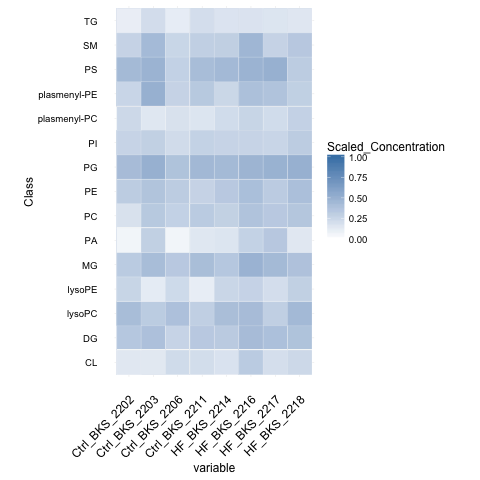 TG
SM
PS
plasmenyl-PE
plasmenyl-PC
PI
PG
PE
PC
PA
MG
lysoPE
lysoPC
DG
CL
Class
Ctrl_BKS_2202
Ctrl_BKS_2203
Ctrl_BKS_2206
Ctrl_BKS_2211
HF_BKS_2214
HF_BKS_2216
HF_BKS_2217
HF_BKS_2218
variable
Scaled_Concentration
1.00
0.75
0.50
0.25
0.00